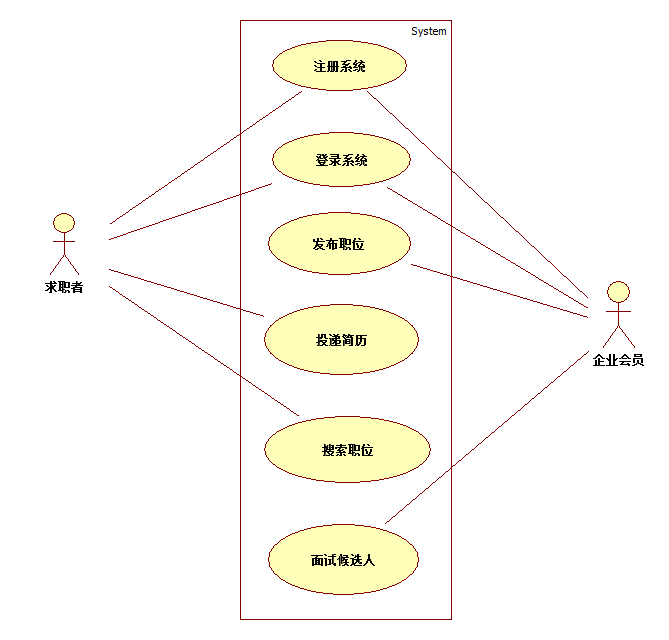 System
注册系统
登录系统
发布职位
求职者
投递简历
企业会员
搜索职位
面试候选人